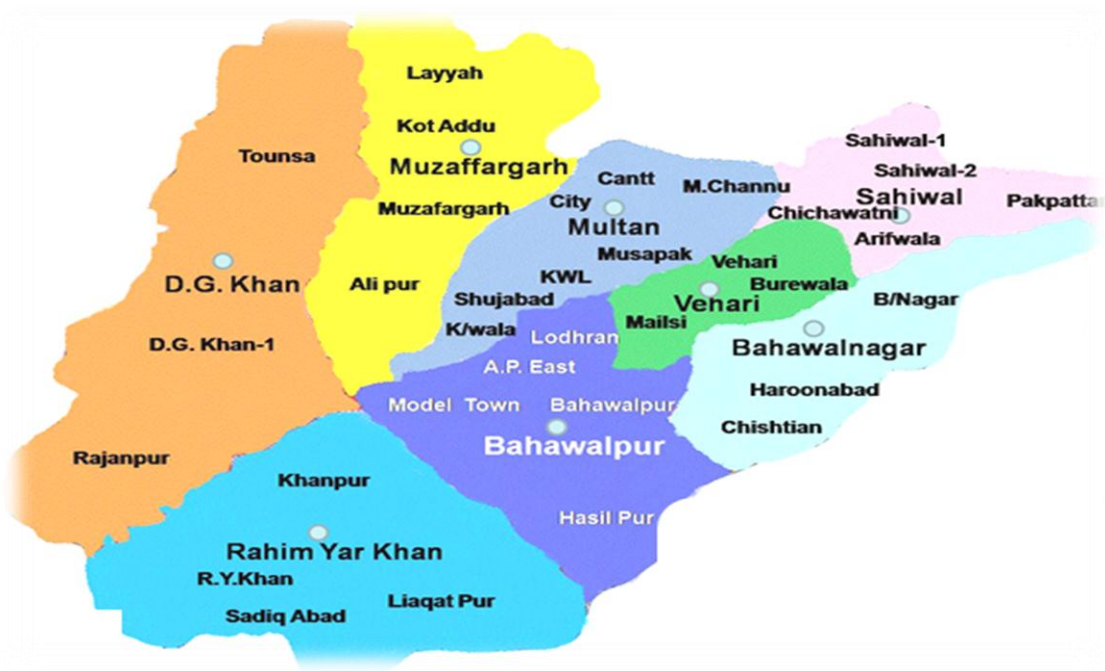 Layyah
Kot Addu
Muzaffargarh
Muzafargarh
Ali pur
Tounsa
D.G. Khan
D.G. Khan-1
Rajanpur
Cantt
M.Channu
City
Multan
Musapak
KWL
Shujabad
K/wala
Sahiwal-1
Sahiwal-2
Sahiwal
Pakpatta
Chichawatni
Arifwala
Vehari
Burewala
Vehari
Mailsi
B/Nagar
Bahawalnagar
Haroonabad
Chishtian
Lodhran
A.P. East
Model Town
Bahawalpur
Bahawalpur
Hasil Pur
Khanpur
Rahim Yar Khan
R.Y.Khan
Liaqat Pur
Sadiq Abad